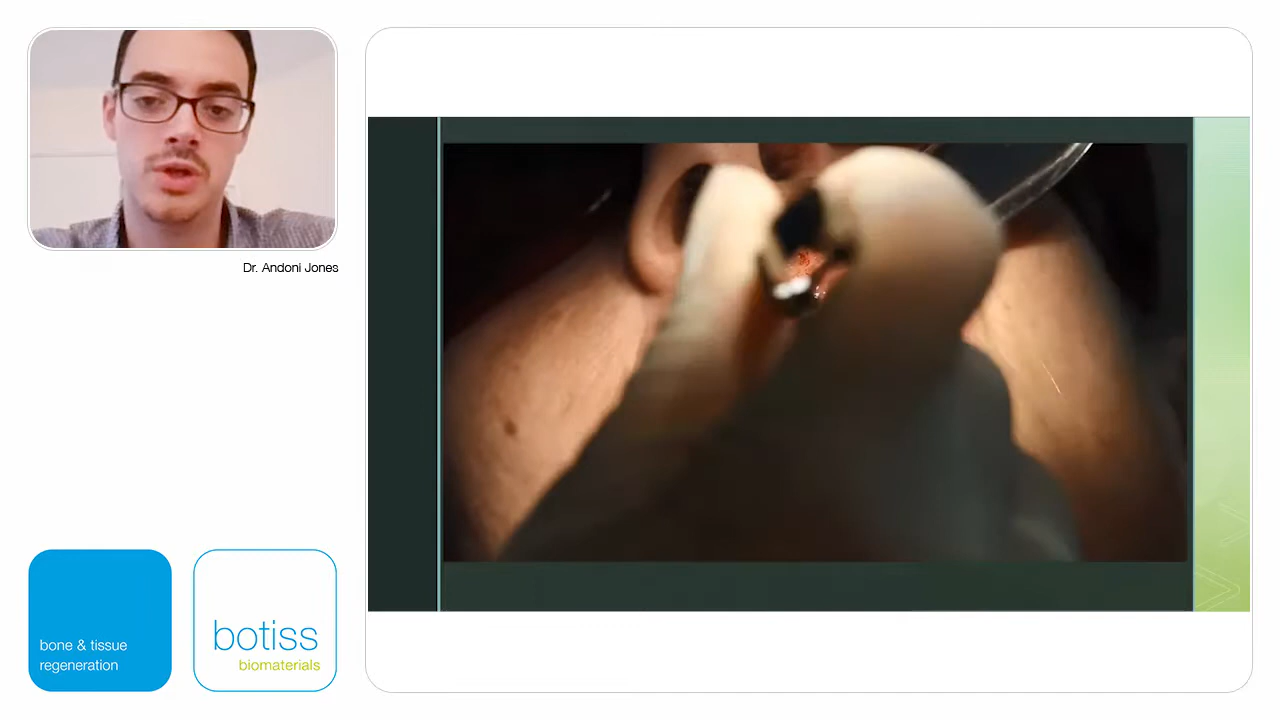 Dr. Andoni Jones
bone & tissue
regeneration
botiss
biomaterials